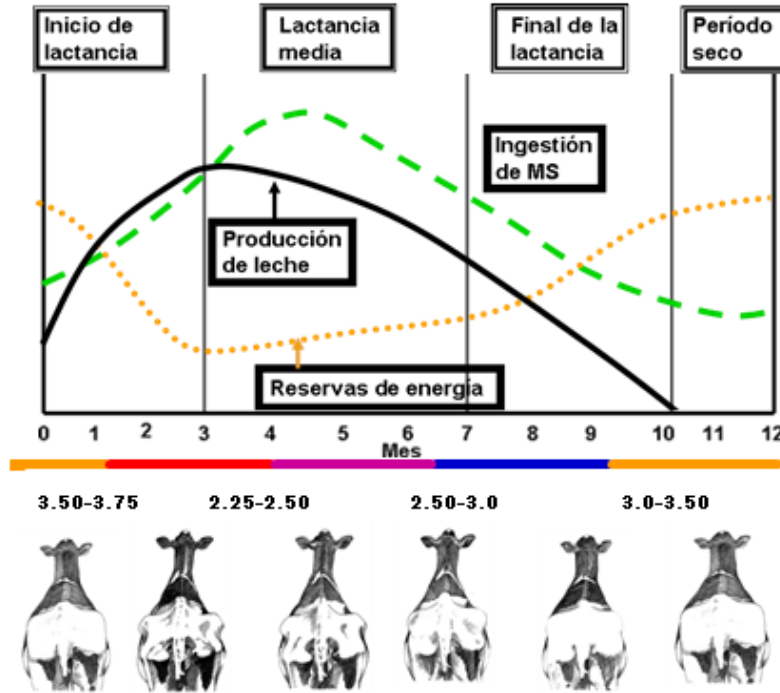 Inicio de
lactancia
Lactancia
media
Final de la
lactancia
Período
seco
Ingestión
de MS
Producción
de leche
Reservas de energía
0 1 2 3 4 5 6 7 8 9 10 11 12
Mes
3.50-3.75 2.25-2.50 2.50-3.0 3.0-3.50